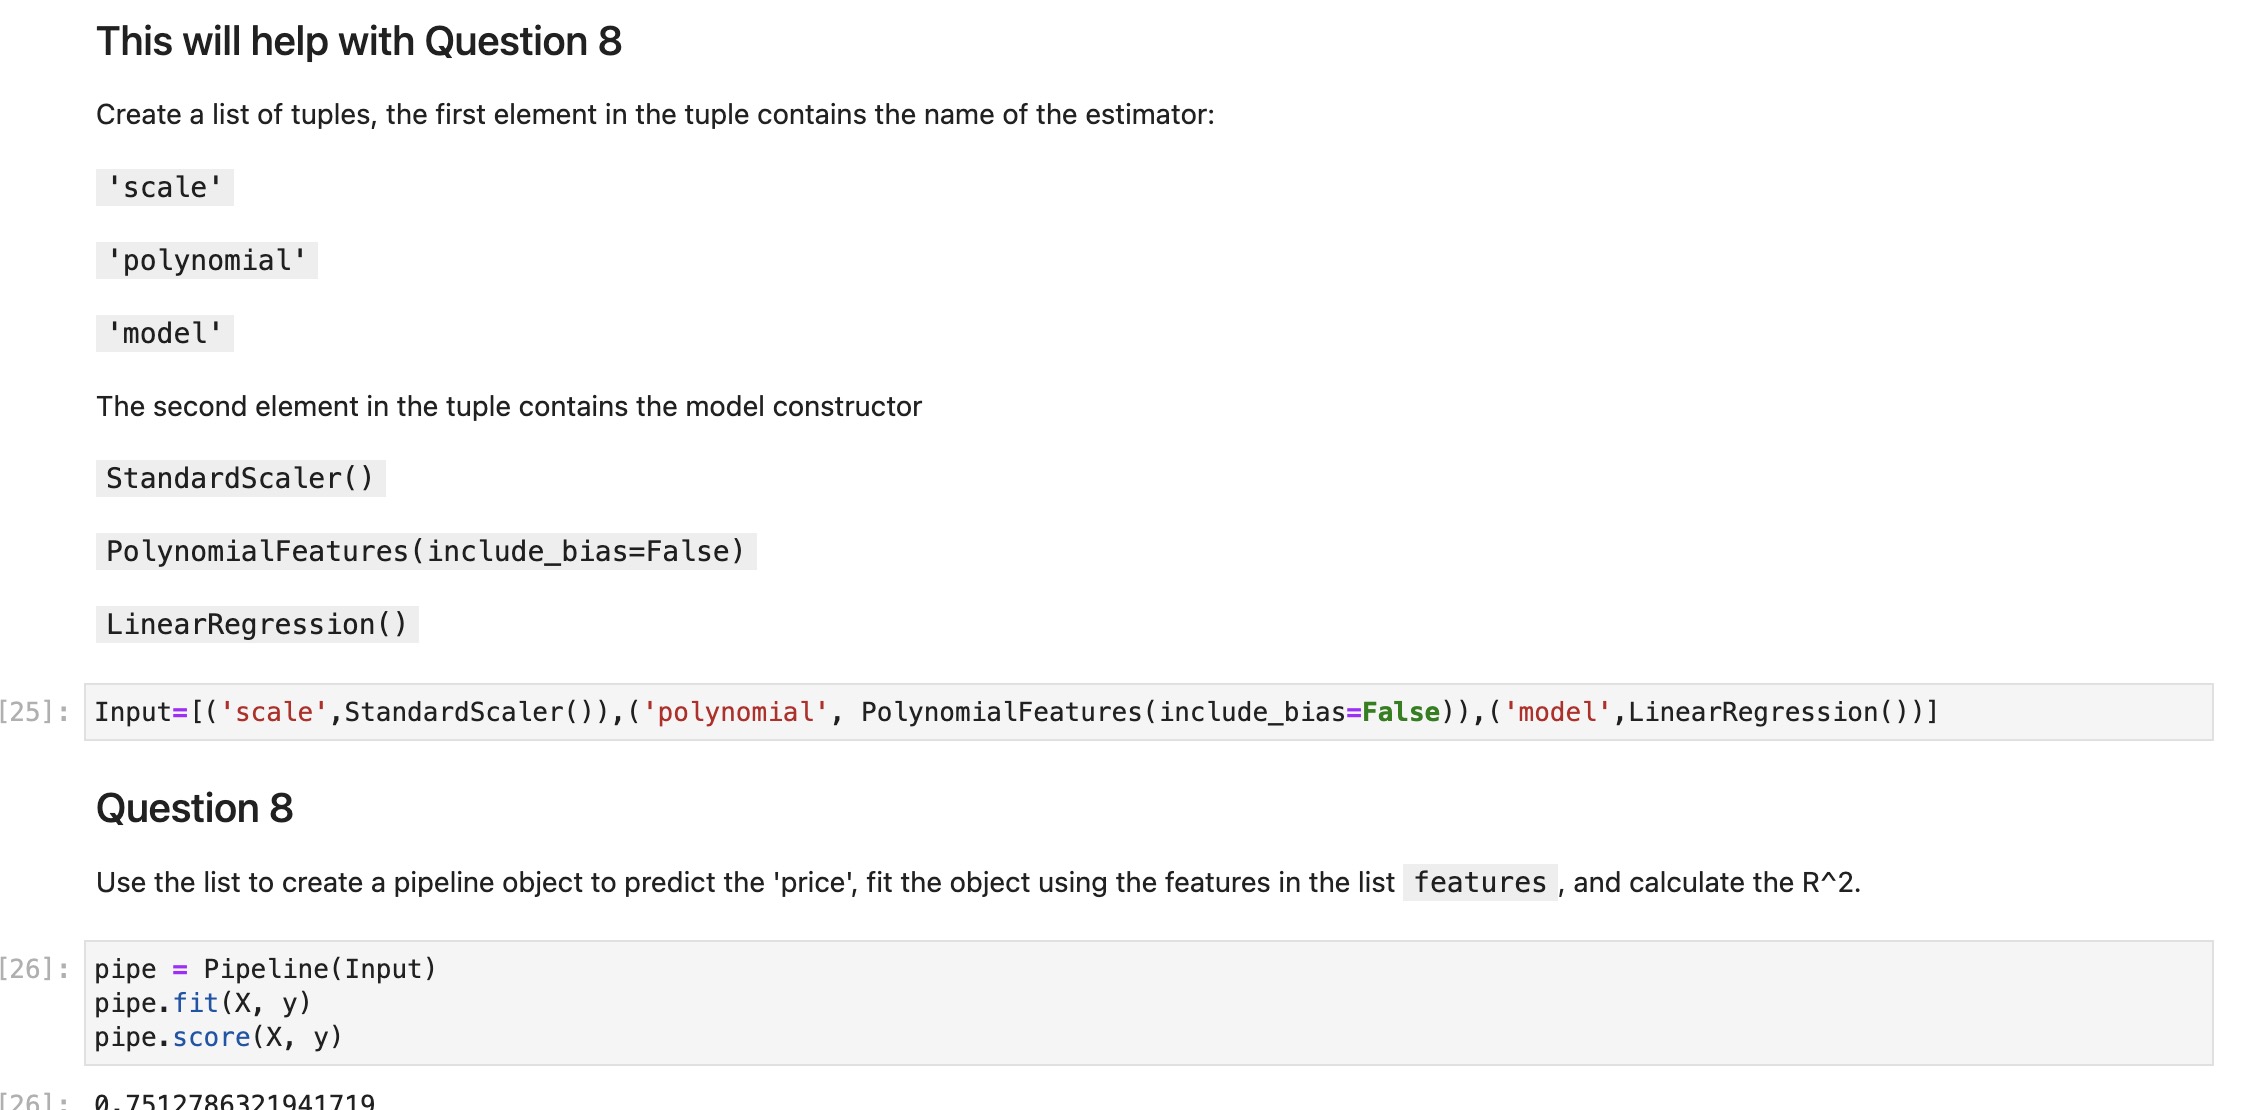 This will help with Question 8
Create a list of tuples, the first element in the tuple contains the name of the estimator:
'scale'
'polynomial'
'model'
The second element in the tuple contains the model constructor
StandardScaler()
PolynomialFeatures(include_bias=False)
LinearRegression()
[25]: Input=[('scale',StandardScaler()),('polynomial', PolynomialFeatures(include_bias=False)),('model',LinearRegression())]
Question 8
Use the list to create a pipeline object to predict the 'price', fit the object using the features in the list features , and calculate the R^2.
[26]: pipe = Pipeline(Input)
pipe.fit(X, y)
pipe.score(X, y)
[26]: 0.7512786321941719